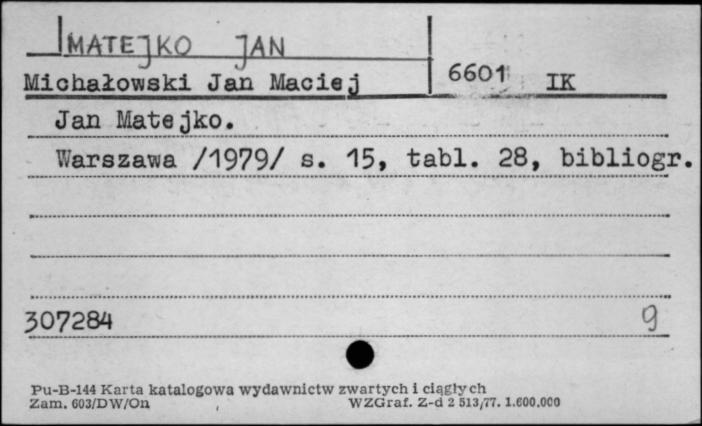 MATEJKO JAN
Michałowski Jan Maciej 6601 IK
Jan Matejko.
Warszawa /1979/ s. 15, tabl. 28, bibliogr.
307284 9
Pu-B-144 Karta katalogowa wydawnictw zwartych i ciągłych
Zam. 603/DW/On WZGraf. Z-d 2 513/77. 1.600.000